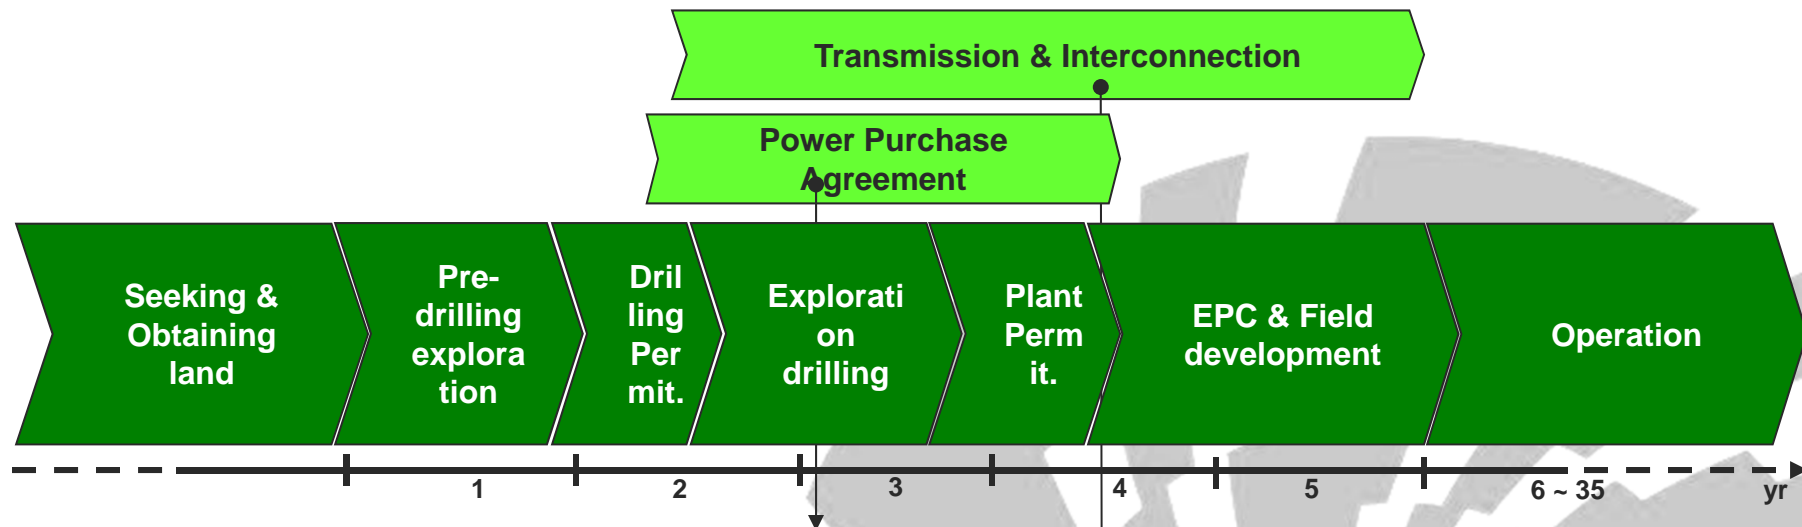 Transmission & Interconnection
Power Purchase
Agreement
Seeking &
Obtaining
land
Pre-
drilling
explora
tion
Dril
ling
Per
mit.
Explorati
on
drilling
Plant
Perm
it.
EPC & Field
development
Operation
1
2
3
4
5
6 ~ 35
yr